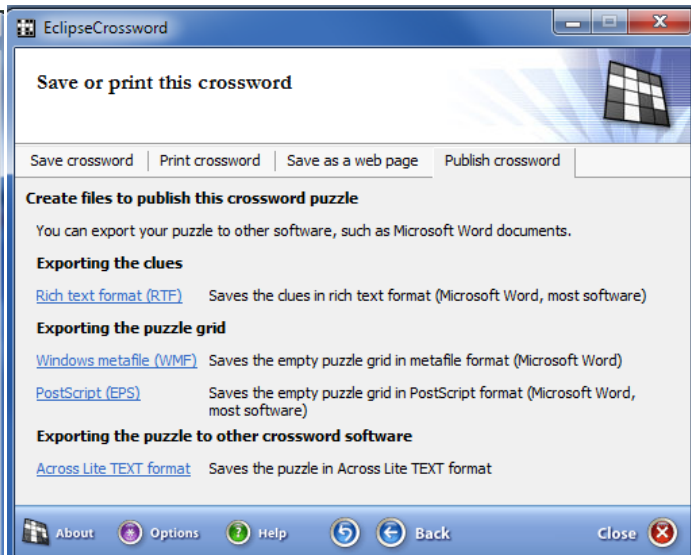 EclipseCrossword
Save or print this crossword
Save crossword Print crossword Save as a web page Publish crossword
Create files to publish this crossword puzzle
You can export your puzzle to other software, such as Microsoft Word documents.
Exporting the clues
Rich text format (RTF) Saves the clues in rich text format (Microsoft Word, most software)
Exporting the puzzle grid
Windows metafile (WMF) Saves the empty puzzle grid in metafile format (Microsoft Word)
PostScript (EPS) Saves the empty puzzle grid in PostScript format (Microsoft Word,
most software)
Exporting the puzzle to other crossword software
Across Lite TEXT format Saves the puzzle in Across Lite TEXT format
About Options Help Back Close